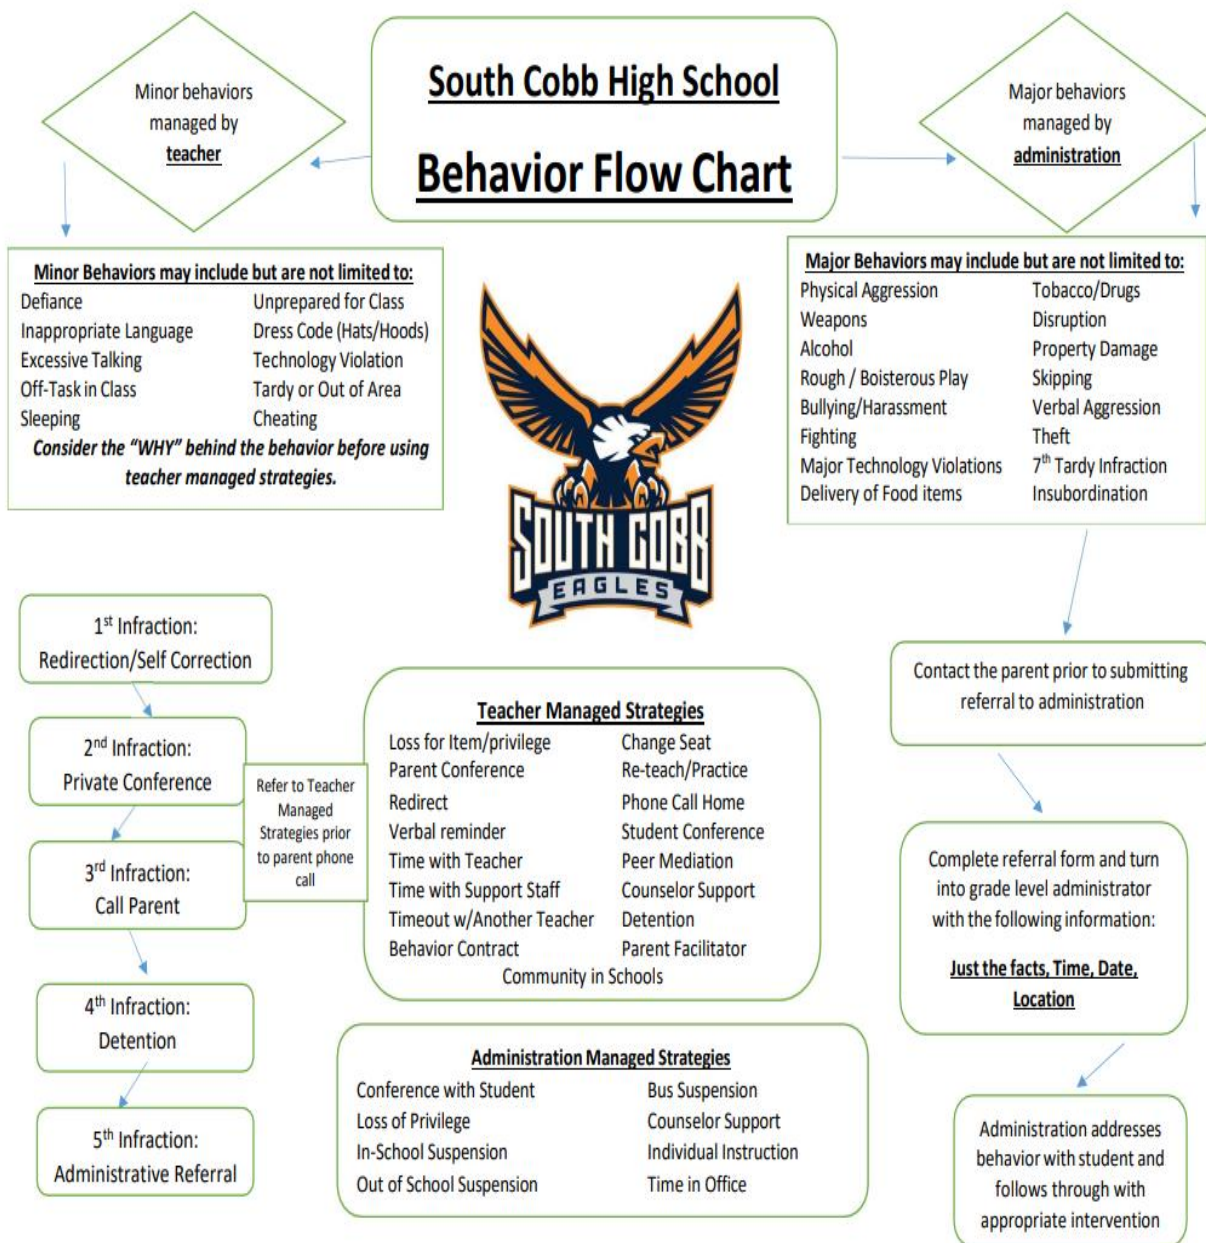 South Cobb High School
Behavior Flow Chart
Minor behaviors
managed by
teacher
Major behaviors
managed by
administration
Minor Behaviors may include but are not limited to:
Defiance Unprepared for Class
Inappropriate Language Dress Code (Hats/Hoods)
Excessive Talking Technology Violation
Off-Task in Class Tardy or Out of Area
Sleeping Cheating
Consider the “WHY” behind the behavior before using
teacher managed strategies.
Major Behaviors may include but are not limited to:
Physical Aggression Tobacco/Drugs
Weapons Disruption
Alcohol Property Damage
Rough / Boisterous Play Skipping
Bullying/Harassment Verbal Aggression
Fighting Theft
Major Technology Violations 7th Tardy Infraction
Delivery of Food items Insubordination
SOUTH COBB
EAGLES
1st Infraction:
Redirection/Self Correction
2nd Infraction:
Private Conference
3rd Infraction:
Call Parent
4th Infraction:
Detention
5th Infraction:
Administrative Referral
Refer to Teacher
Managed
Strategies prior
to parent phone
call
Teacher Managed Strategies
Loss for Item/privilege Change Seat
Parent Conference Re-teach/Practice
Redirect Phone Call Home
Verbal reminder Student Conference
Time with Teacher Peer Mediation
Time with Support Staff Counselor Support
Timeout w/Another Teacher Detention
Behavior Contract Parent Facilitator
Community in Schools
Administration Managed Strategies
Conference with Student Bus Suspension
Loss of Privilege Counselor Support
In-School Suspension Individual Instruction
Out of School Suspension Time in Office
Contact the parent prior to submitting
referral to administration
Complete referral form and turn
into grade level administrator
with the following information:
Just the facts, Time, Date,
Location
Administration addresses
behavior with student and
follows through with
appropriate intervention